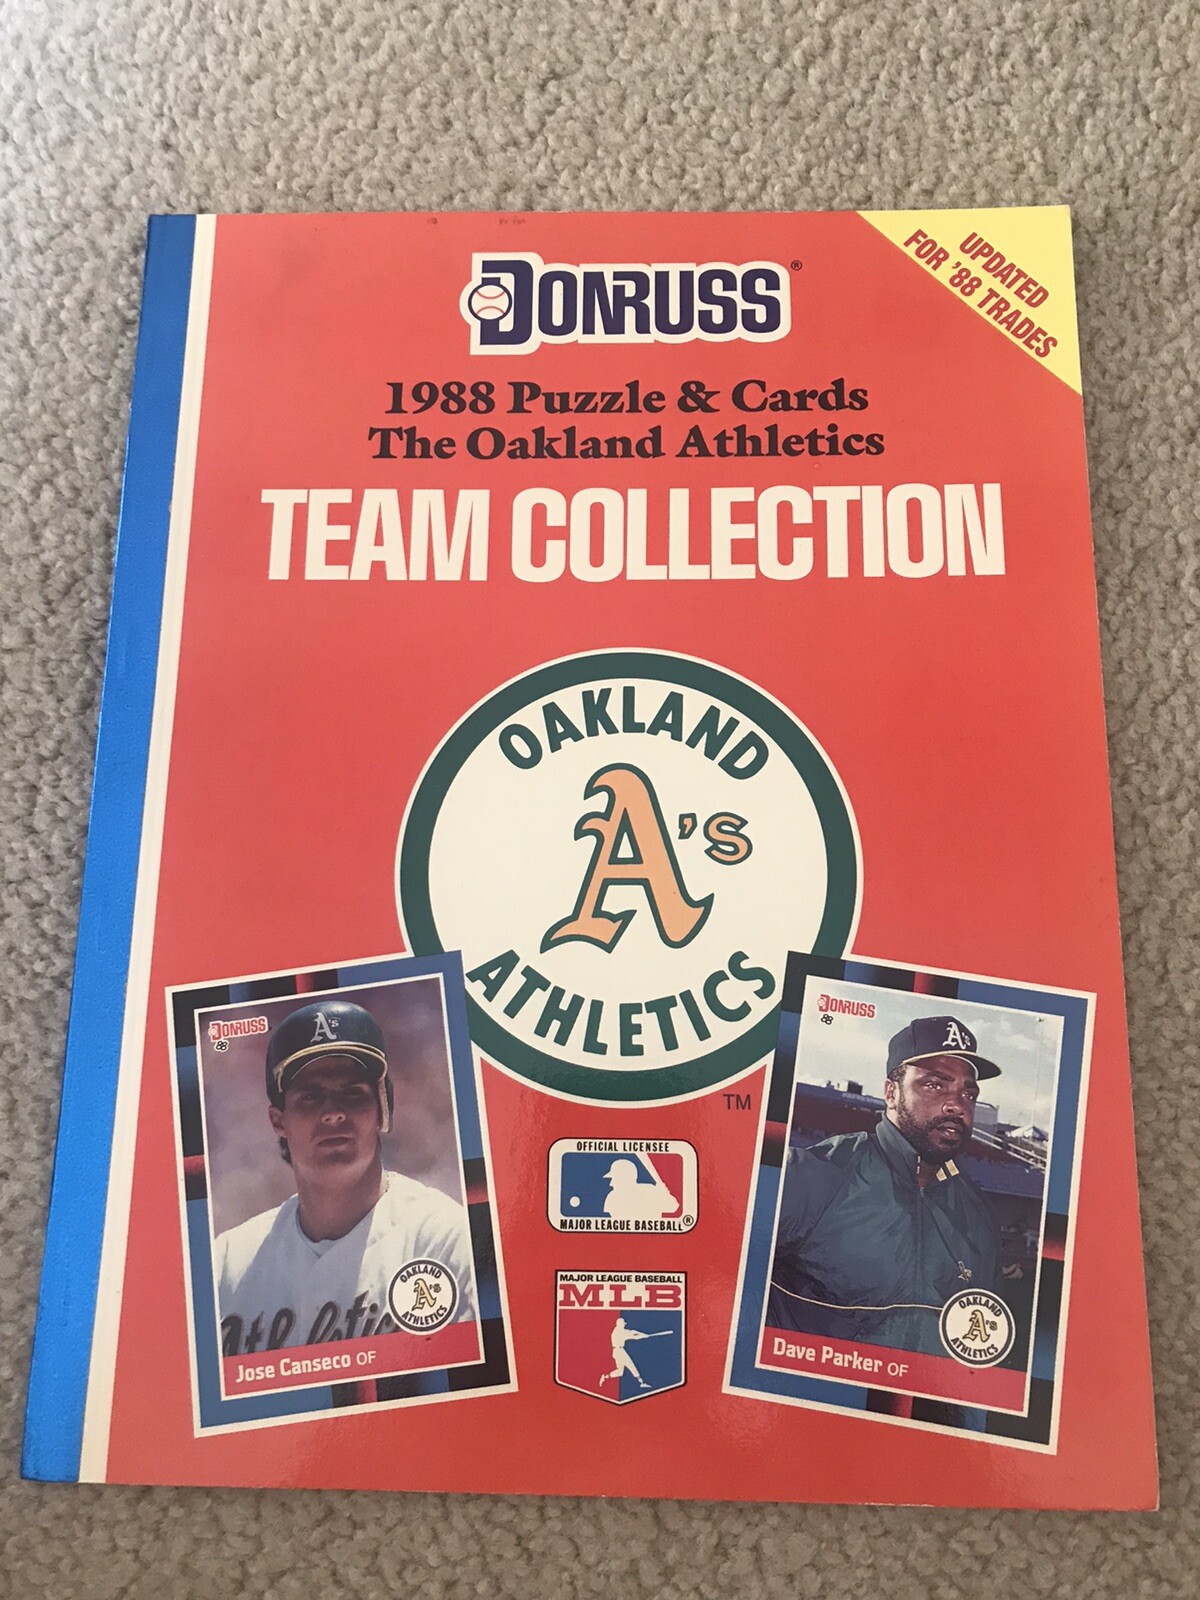 DONRUSS®
UPDATED
FOR '88 TRADES
1988 Puzzle & Cards
The Oakland Athletics
TEAM COLLECTION
OAKLAND
A's
ATHLETICS
TM
DONRUSS
88
A's
Athletics
OAKLAND
A's
ATHLETICS
Jose Canseco OF
OFFICIAL LICENSEE
MAJOR LEAGUE BASEBALL®
MAJOR LEAGUE BASEBALL
MLB
DONRUSS
88
A's
OAKLAND
A's
ATHLETICS
Dave Parker OF